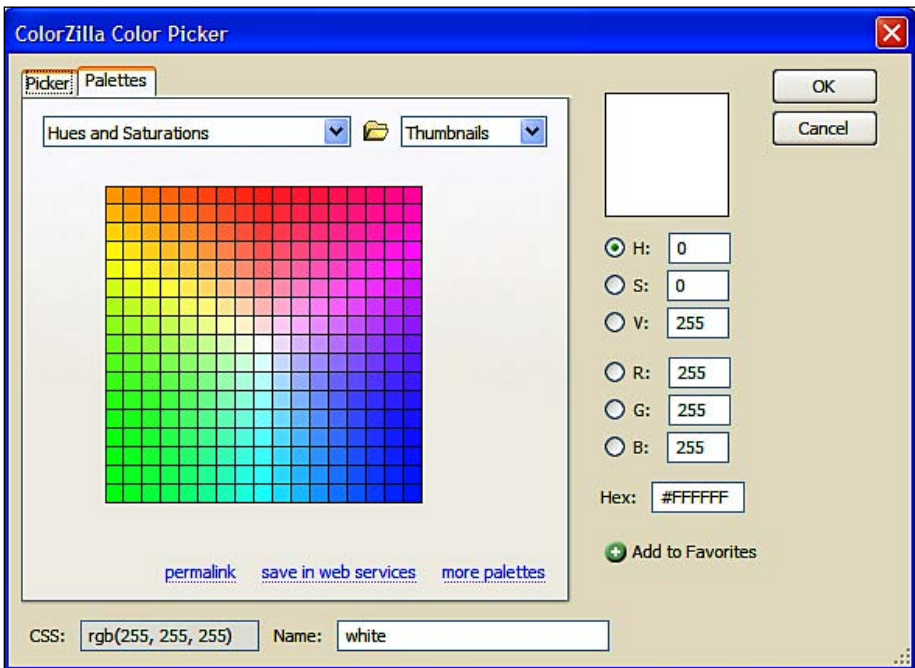 ColorZilla Color Picker
Picker Palettes
Hues and Saturations Thumbnails
OK
Cancel
H: 0
S: 0
V: 255
R: 255
G: 255
B: 255
Hex: #FFFFFF
Add to Favorites
permalink save in web services more palettes
CSS: rgb(255, 255, 255) Name: white